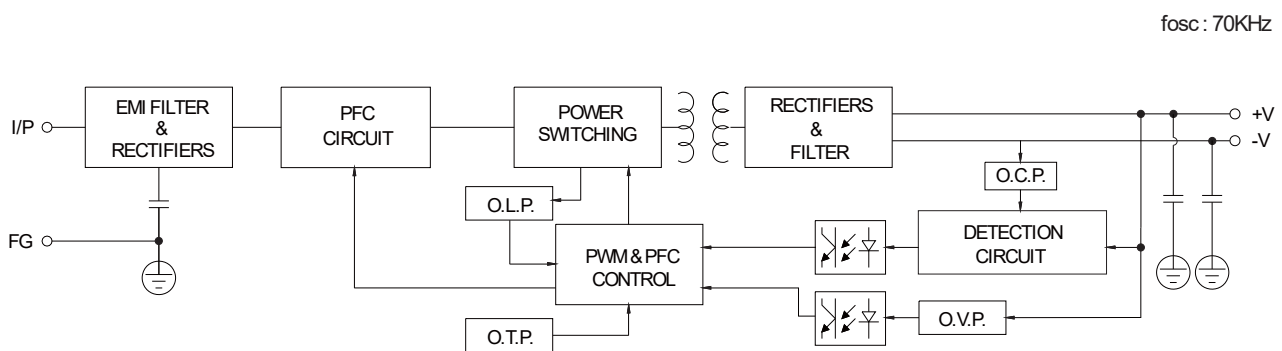 fosc : 70KHz
I/P
EMI FILTER
&
RECTIFIERS
PFC
CIRCUIT
POWER
SWITCHING
RECTIFIERS
&
FILTER
+V
-V
O.C.P.
O.L.P.
FG
PWM & PFC
CONTROL
DETECTION
CIRCUIT
O.T.P.
O.V.P.